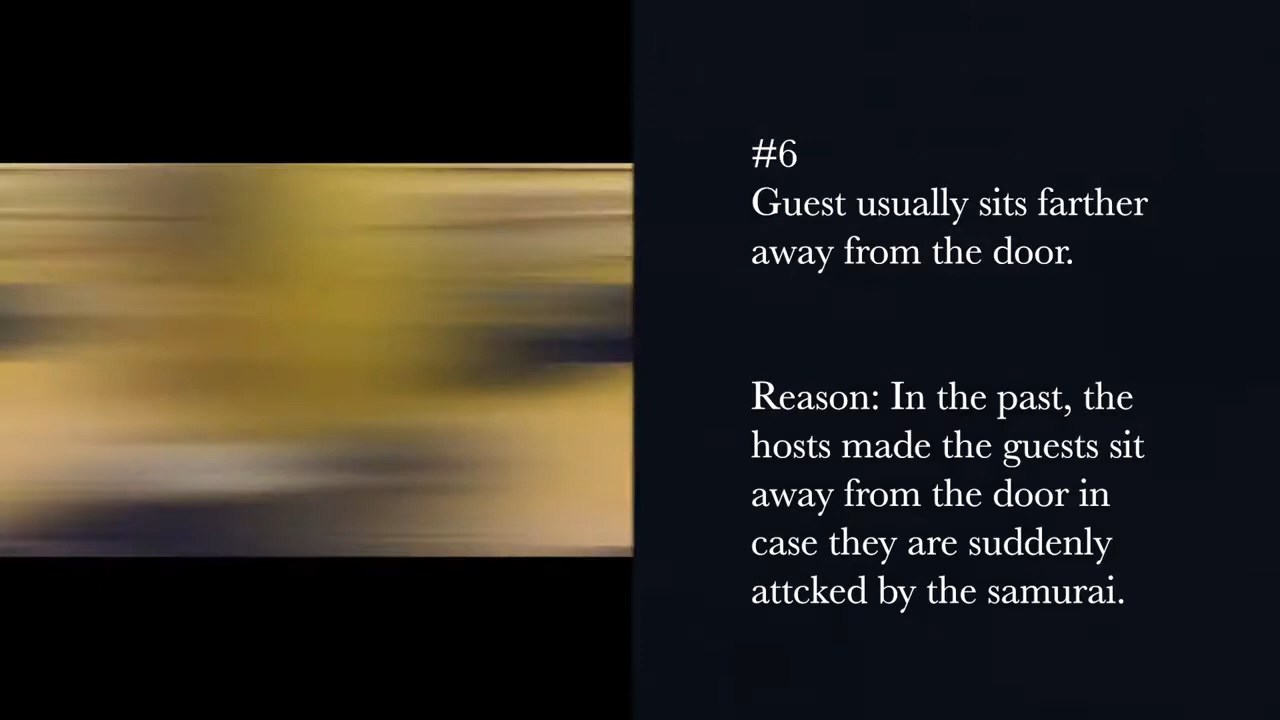 #6
Guest usually sits farther
away from the door.
Reason: In the past, the
hosts made the guests sit
away from the door in
case they are suddenly
attcked by the samurai.